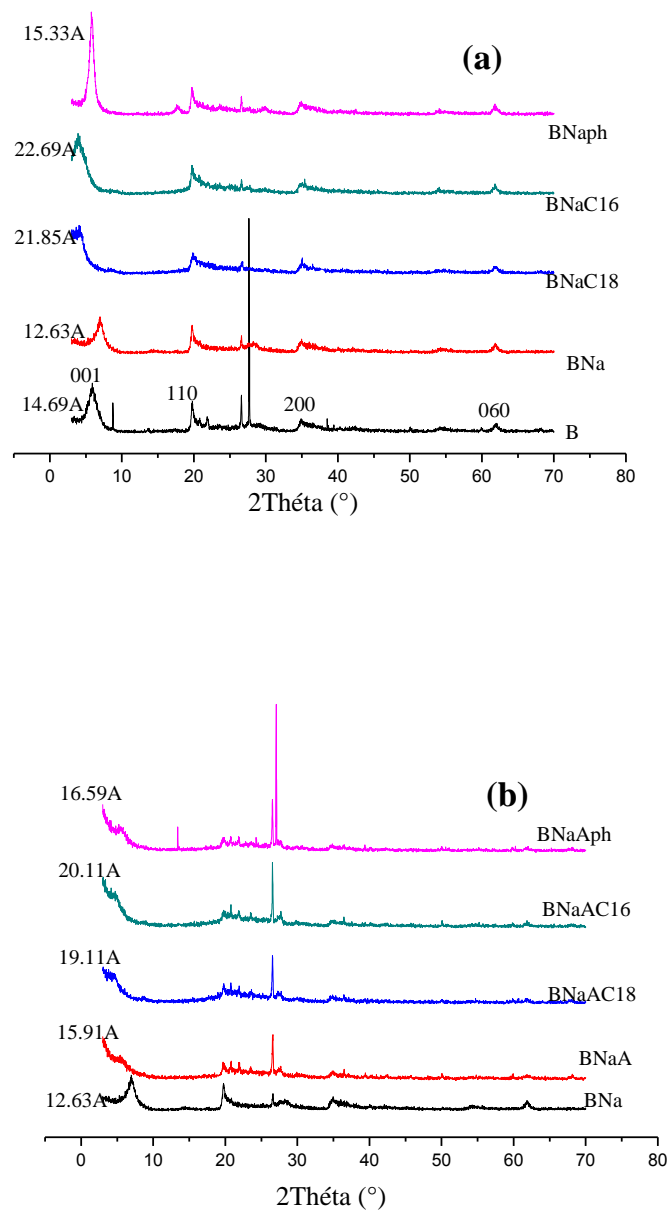 15.33A
(a)
BNaph
22.69A
BNaC16
21.85A
BNaC18
12.63A
BNa
001
110
200
060
14.69A
B
0 10 20 30 40 50 60 70 80
2Théta (°)
16.59A
(b)
BNaAph
20.11A
BNaAC16
19.11A
BNaAC18
15.91A
BNaA
12.63A
BNa
0 10 20 30 40 50 60 70 80
2Théta (°)